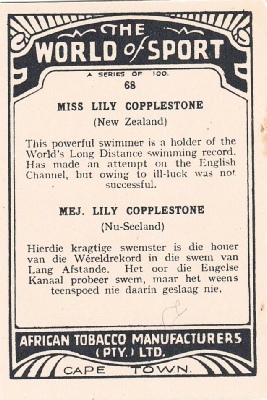 THE
WORLD of SPORT
A SERIES OF 100.
68
MISS LILY COPPLESTONE
(New Zealand)
This powerful swimmer is a holder of the
World's Long Distance swimming record.
Has made an attempt on the English
Channel, but owing to ill-luck was not
successful.
MEJ. LILY COPPLESTONE
(Nu-Seeland)
Hierdie kragtige swemster is die houer
van die Wêreldrekord in die swem van
Lang Afstande. Het oor die Engelse
Kanaal probeer swem, maar het weens
teenspoed nie daarin geslaag nie.
AFRICAN TOBACCO MANUFACTURERS
(PTY.) LTD.
CAPE TOWN.